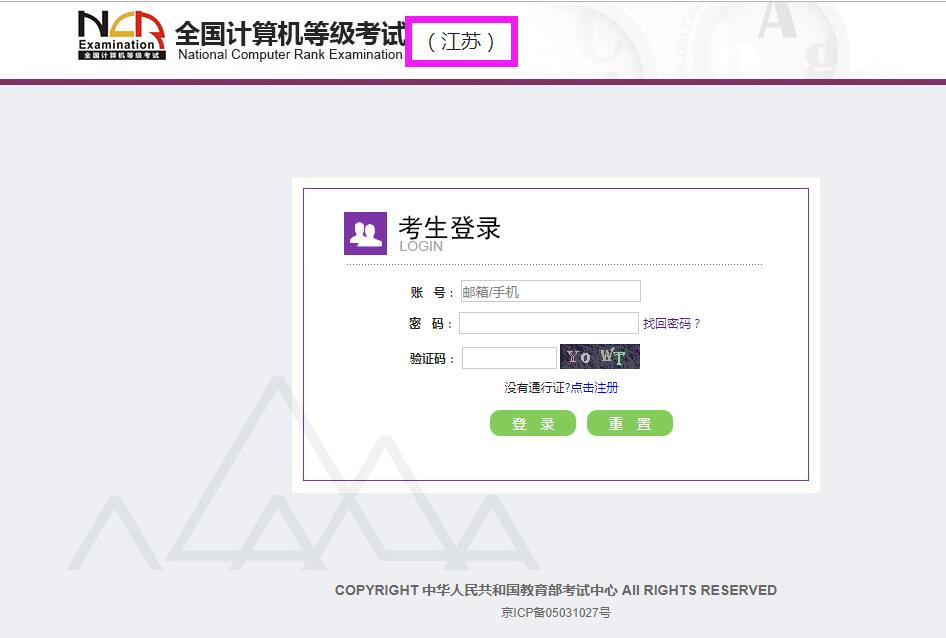 NCR
Examination
全国计算机等级考试
全国计算机等级考试
（江苏）
National Computer Rank Examination
A
g
考生登录
LOGIN
账 号：邮箱/手机
密 码： 找回密码？
验证码： Yo WT
没有通行证?点击注册
登 录 重 置
COPYRIGHT 中华人民共和国教育部考试中心 All RIGHTS RESERVED
京ICP备05031027号